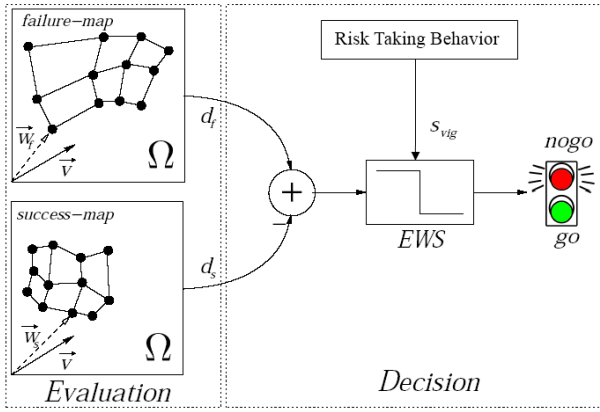 failure-map
W_f
V
Ω
d_f
success-map
W_s
V
Ω
d_s
Evaluation
Risk Taking Behavior
s_vig
+
−
EWS
nogo
go
Decision